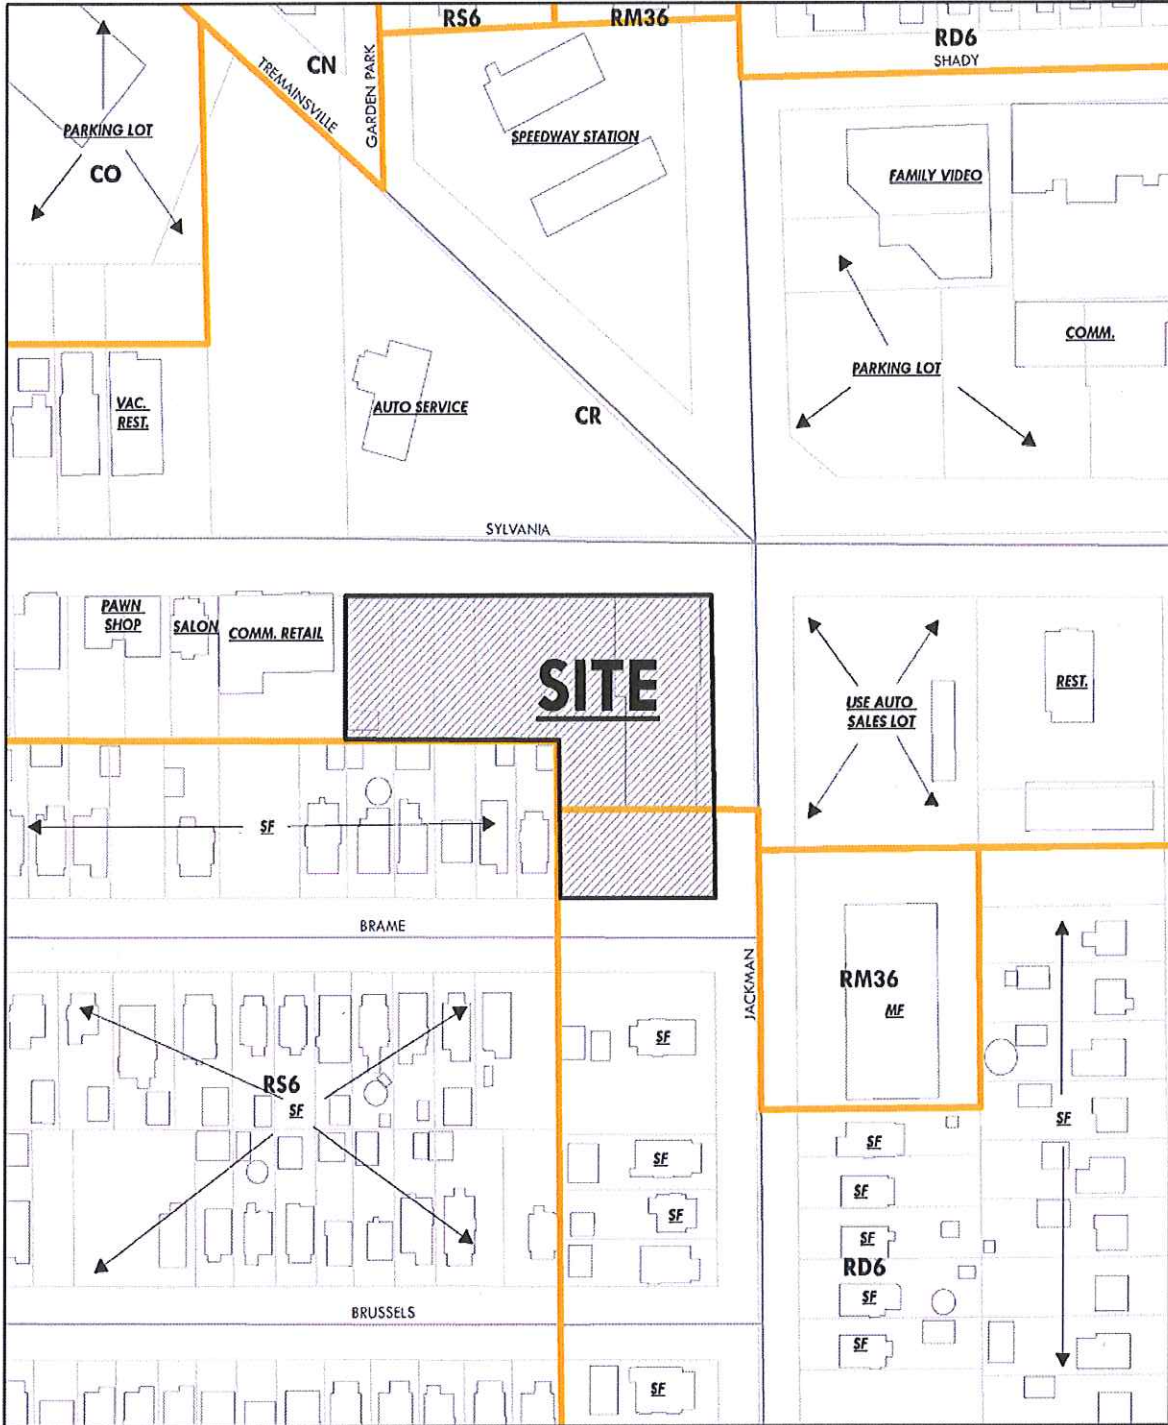 RS6
RM36
RD6
SHADY
CN
TREMAINSVILLE
GARDEN PARK
PARKING LOT
CO
SPEEDWAY STATION
FAMILY VIDEO
COMM.
PARKING LOT
VAC.
REST.
AUTO SERVICE
CR
SYLVANIA
PAWN
SHOP
SALON
COMM. RETAIL
SITE
USE AUTO
SALES LOT
REST.
SF
BRAME
JACKMAN
RM36
MF
SF
RS6
SF
SF
SF
SF
SF
SF
SF
RD6
SF
SF
BRUSSELS
SF